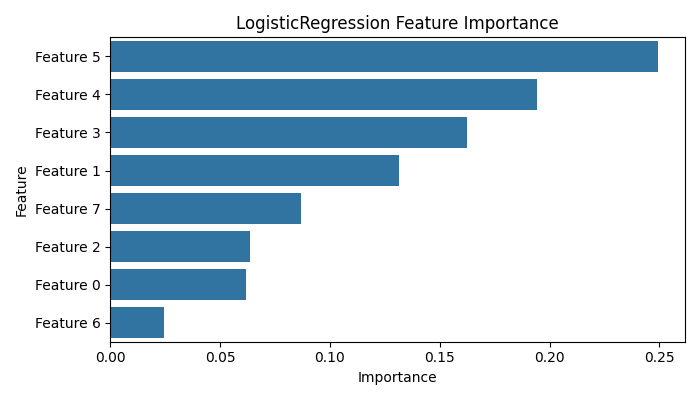 LogisticRegression Feature Importance
Feature 5
Feature 4
Feature 3
Feature 1
Feature 7
Feature 2
Feature 0
Feature 6
Feature
0.00 0.05 0.10 0.15 0.20 0.25
Importance